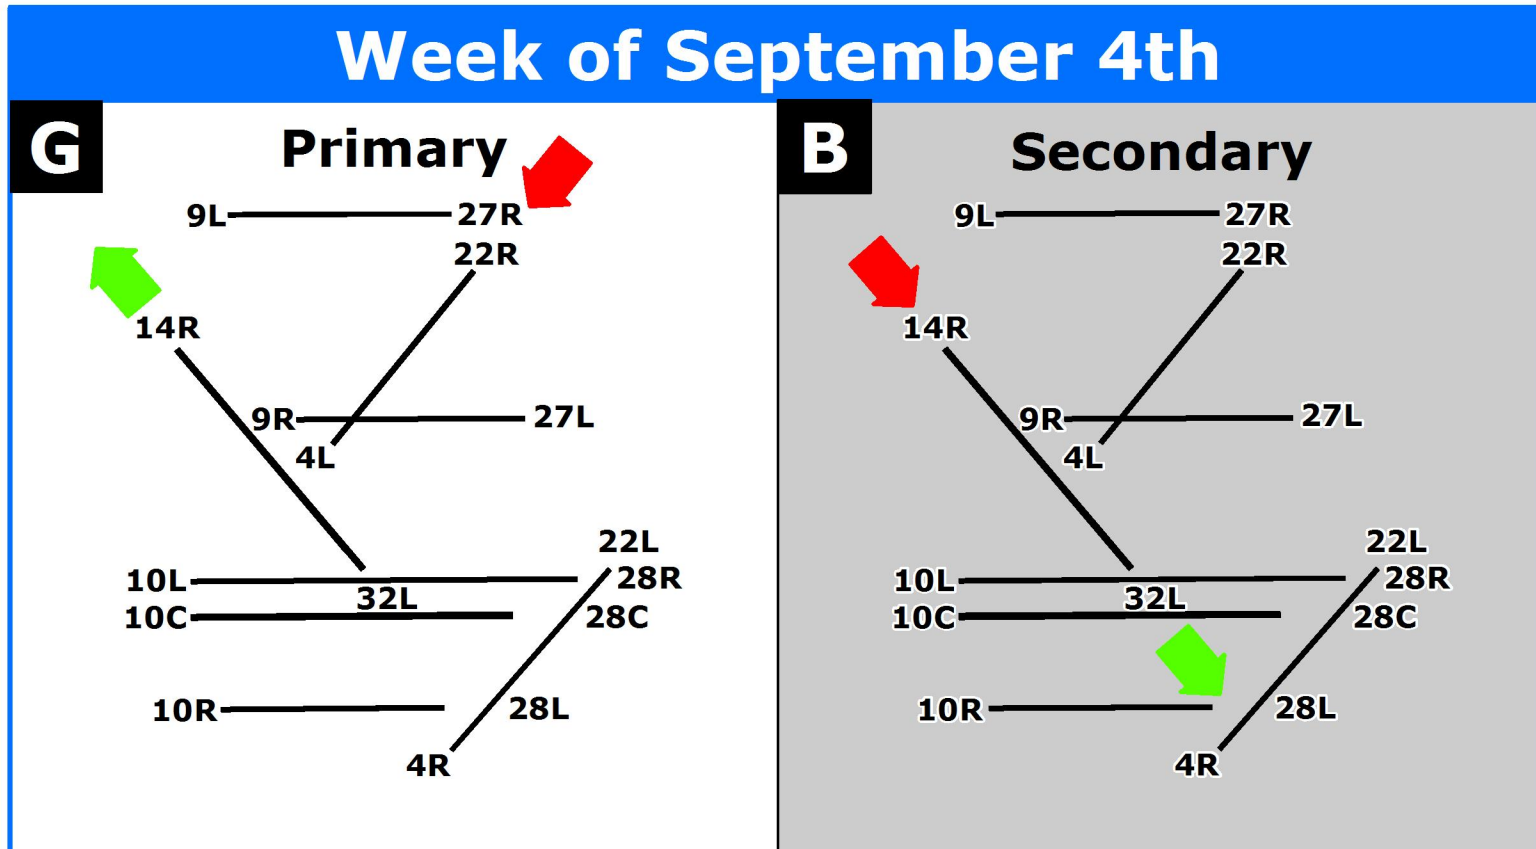 Week of September 4th
G
Primary
9L
27R
22R
14R
9R
27L
4L
22L
10L
28R
32L
10C
28C
10R
28L
4R
B
Secondary
9L
27R
22R
14R
9R
27L
4L
22L
10L
28R
32L
10C
28C
10R
28L
4R